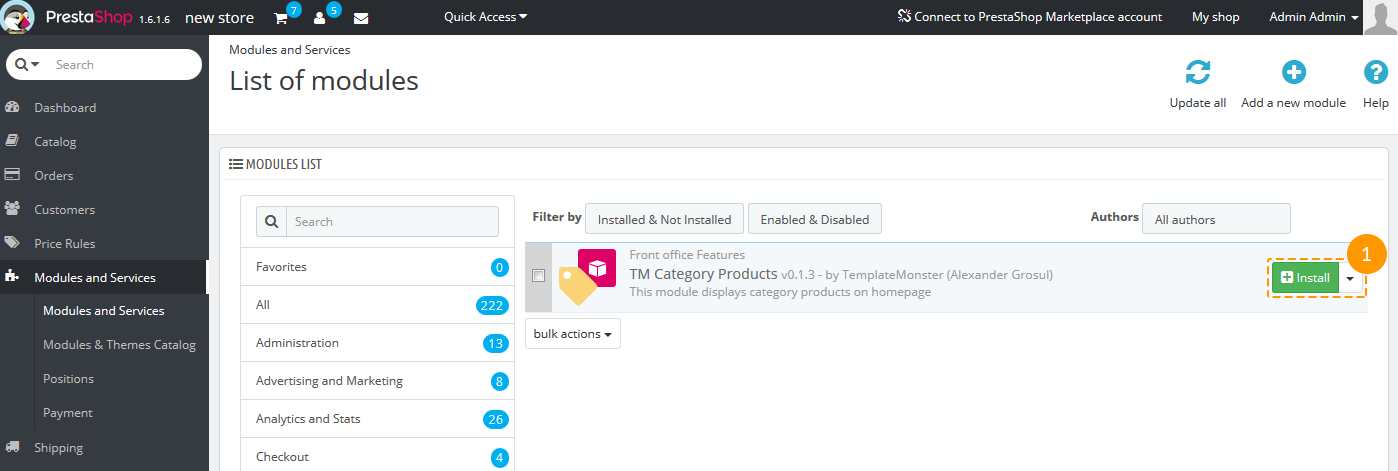 PrestaShop 1.6.1.6 new store 7 5 Quick Access Connect to PrestaShop Marketplace account My shop Admin Admin
Search
Dashboard
Catalog
Orders
Customers
Price Rules
Modules and Services
Modules and Services
Modules & Themes Catalog
Positions
Payment
Shipping
Modules and Services
List of modules
Update all Add a new module Help
MODULES LIST
Search
Favorites 0
All 222
Administration 13
Advertising and Marketing 8
Analytics and Stats 26
Checkout 4
Filter by Installed & Not Installed Enabled & Disabled Authors All authors
Front office Features
TM Category Products v0.1.3 - by TemplateMonster (Alexander Grosul)
This module displays category products on homepage
Install
1
bulk actions